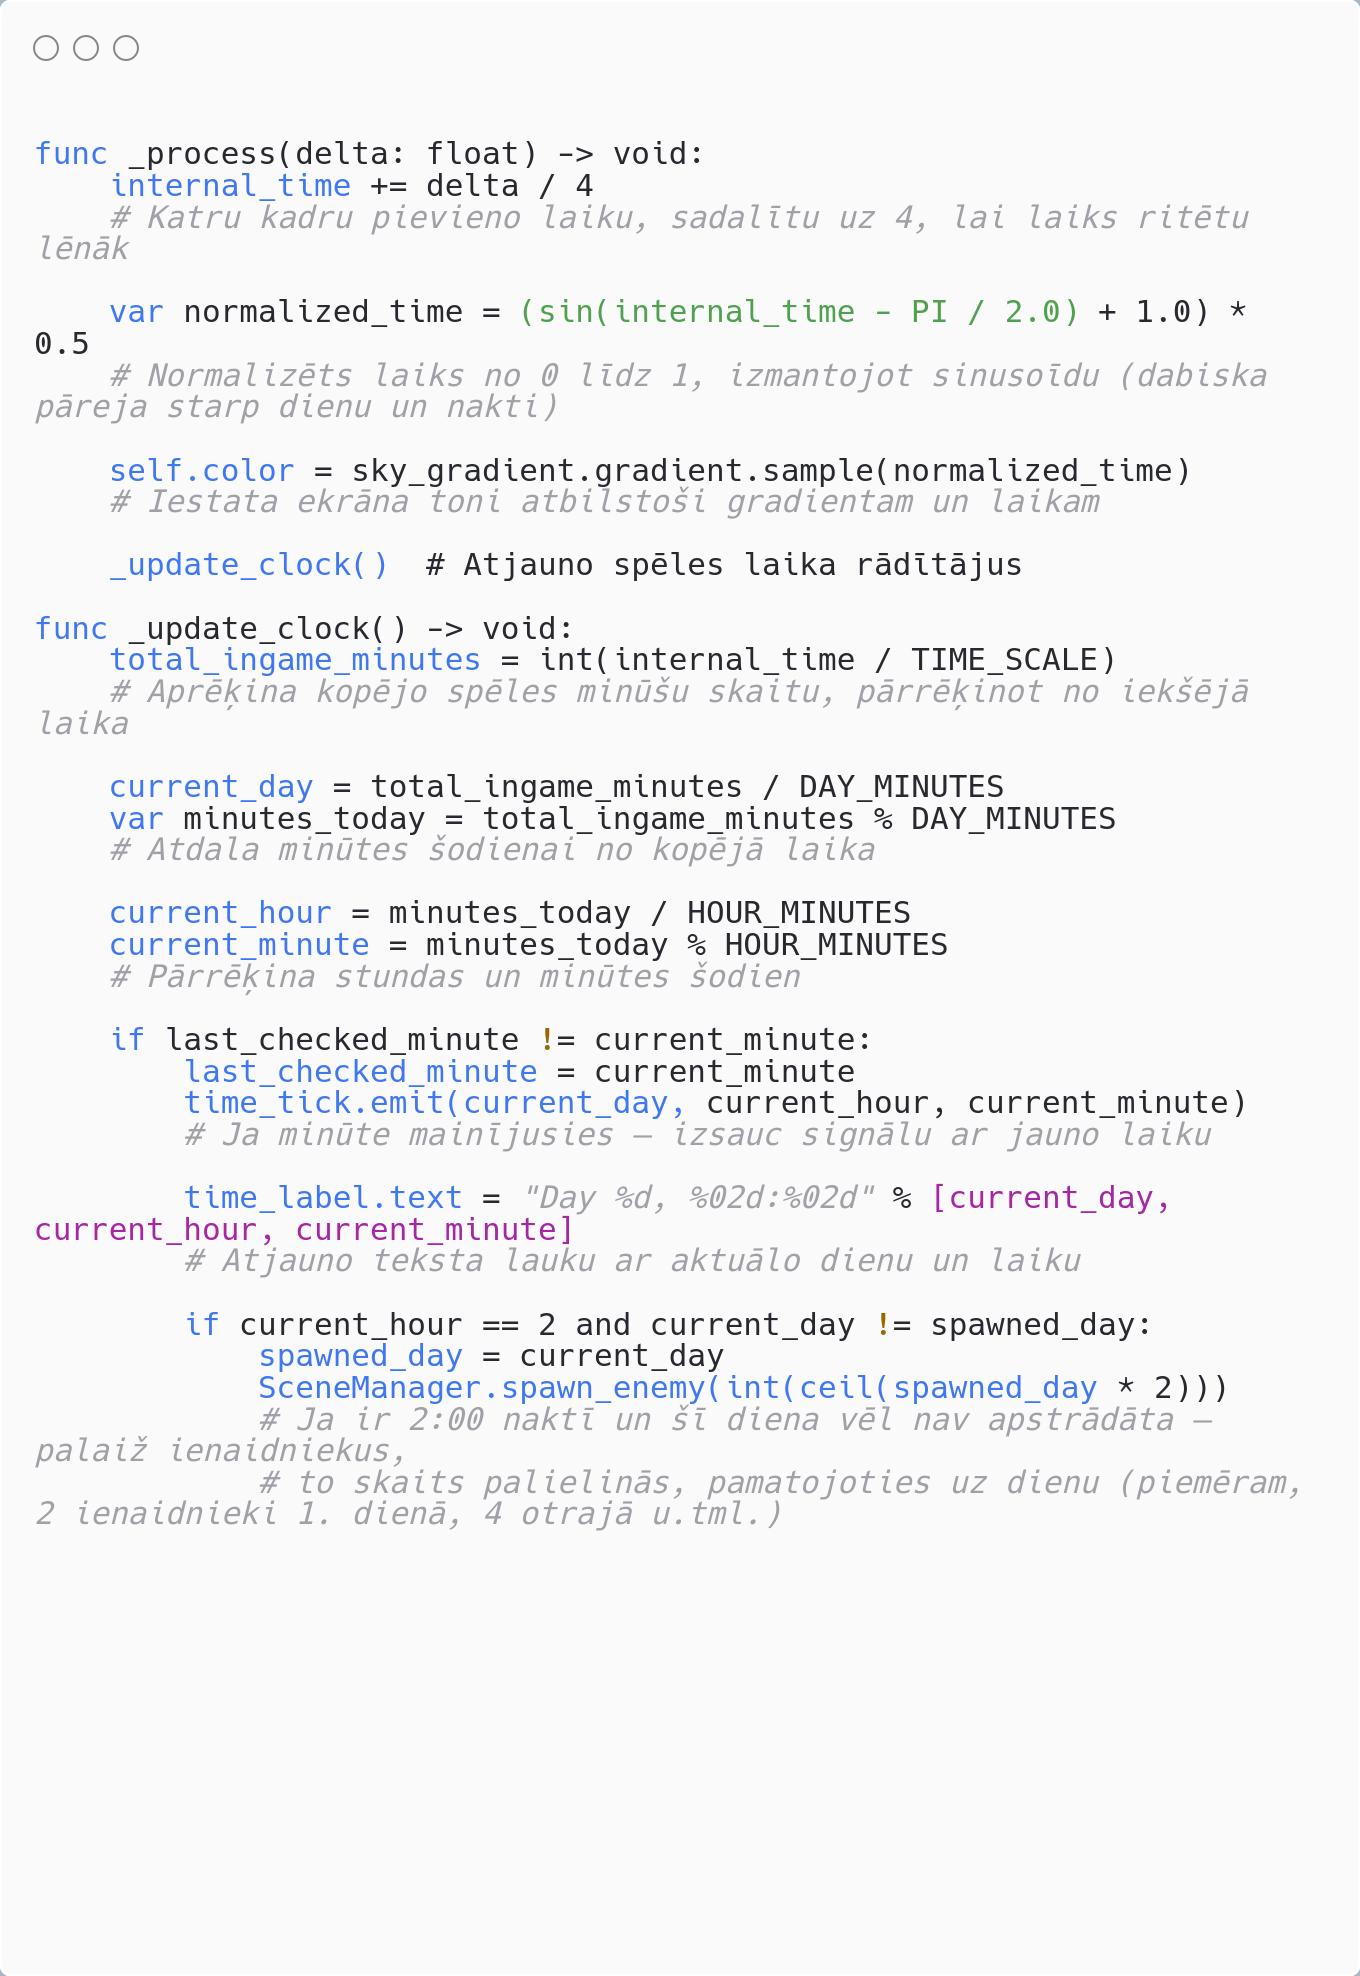 func _process(delta: float) -> void:
    internal_time += delta / 4
    # Katru kadru pievieno laiku, sadalītu uz 4, lai laiks ritētu
lēnāk

    var normalized_time = (sin(internal_time - PI / 2.0) + 1.0) *
0.5
    # Normalizēts laiks no 0 līdz 1, izmantojot sinusoīdu (dabiska
pāreja starp dienu un nakti)

    self.color = sky_gradient.gradient.sample(normalized_time)
    # Iestata ekrāna toni atbilstoši gradientam un laikam

    _update_clock()  # Atjauno spēles laika rādītājus

func _update_clock() -> void:
    total_ingame_minutes = int(internal_time / TIME_SCALE)
    # Aprēķina kopējo spēles minūšu skaitu, pārrēķinot no iekšējā
laika

    current_day = total_ingame_minutes / DAY_MINUTES
    var minutes_today = total_ingame_minutes % DAY_MINUTES
    # Atdala minūtes šodienai no kopējā laika

    current_hour = minutes_today / HOUR_MINUTES
    current_minute = minutes_today % HOUR_MINUTES
    # Pārrēķina stundas un minūtes šodien

    if last_checked_minute != current_minute:
        last_checked_minute = current_minute
        time_tick.emit(current_day, current_hour, current_minute)
        # Ja minūte mainījusies – izsauc signālu ar jauno laiku

        time_label.text = "Day %d, %02d:%02d" % [current_day,
current_hour, current_minute]
        # Atjauno teksta lauku ar aktuālo dienu un laiku

        if current_hour == 2 and current_day != spawned_day:
            spawned_day = current_day
            SceneManager.spawn_enemy(int(ceil(spawned_day * 2)))
            # Ja ir 2:00 naktī un šī diena vēl nav apstrādāta –
palaiž ienaidniekus,
            # to skaits palielinās, pamatojoties uz dienu (piemēram,
2 ienaidnieki 1. dienā, 4 otrajā u.tml.)